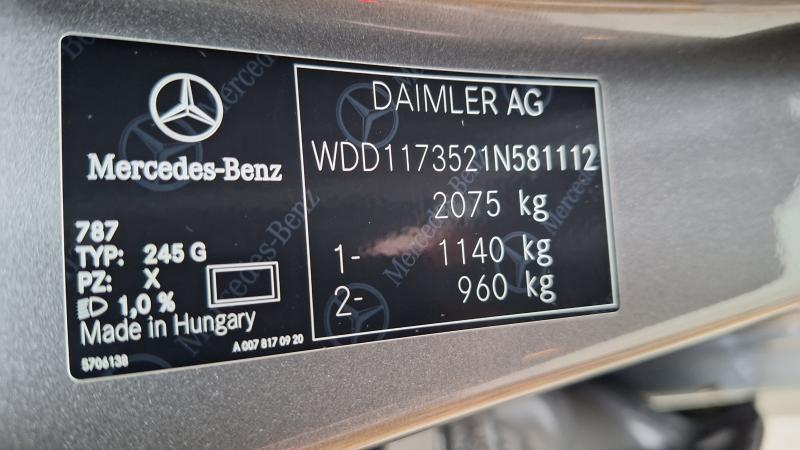 Mercedes-Benz
787
TYP: 245 G
PZ: X
1,0 %
Made in Hungary
5706138
A 007 817 09 20
DAIMLER AG
WDD1173521N581112
2075 kg
1- 1140 kg
2- 960 kg